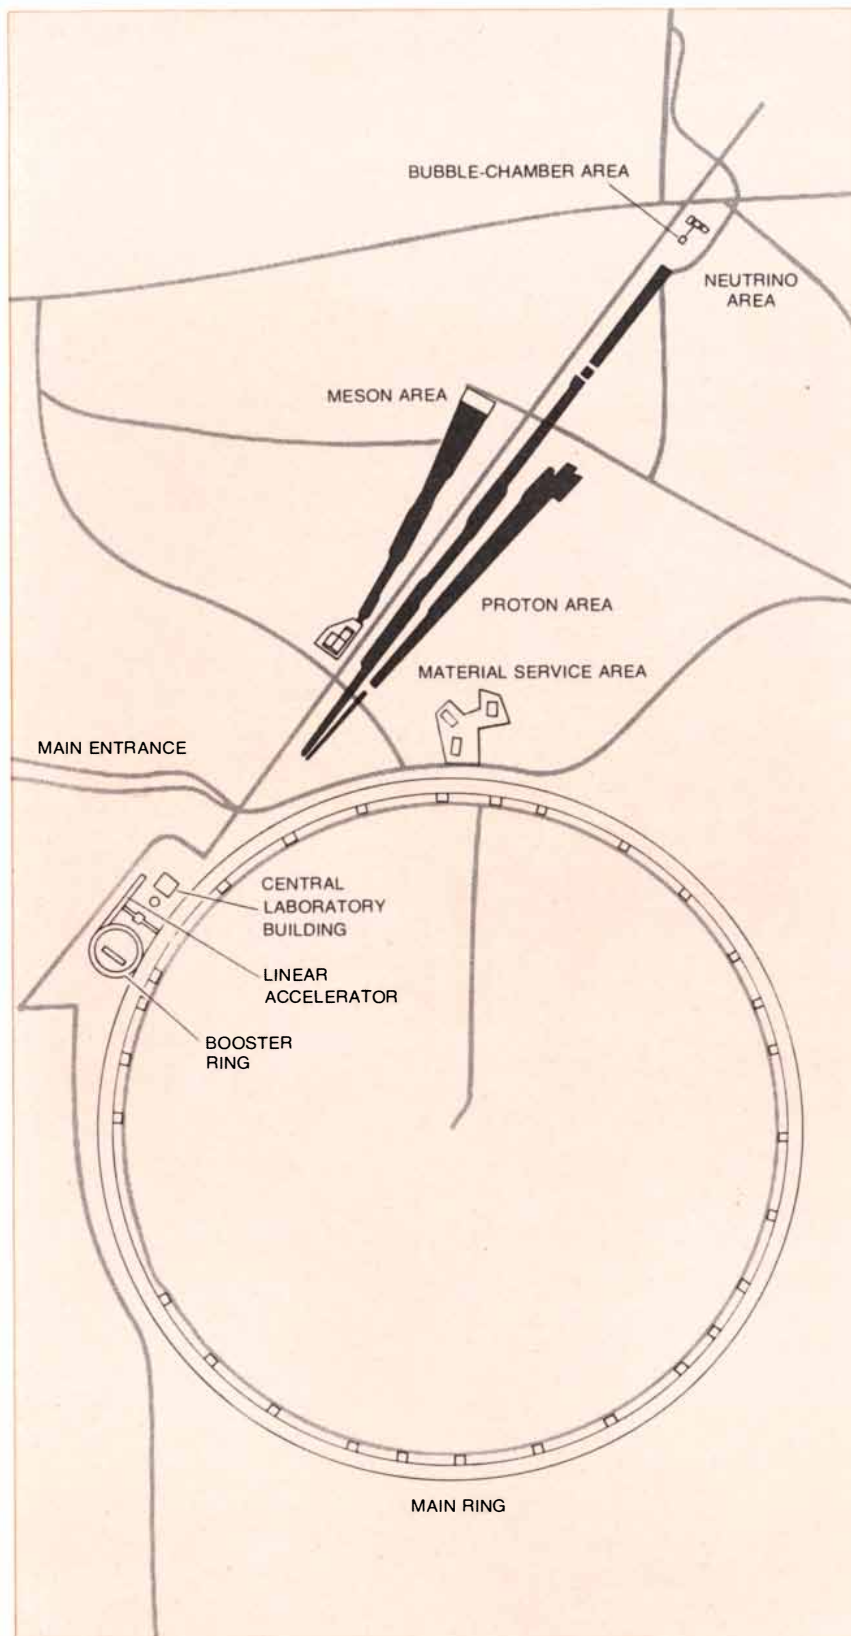 BUBBLE-CHAMBER AREA
NEUTRINO
AREA
MESON AREA
PROTON AREA
MATERIAL SERVICE AREA
MAIN ENTRANCE
CENTRAL
LABORATORY
BUILDING
LINEAR
ACCELERATOR
BOOSTER
RING
MAIN RING